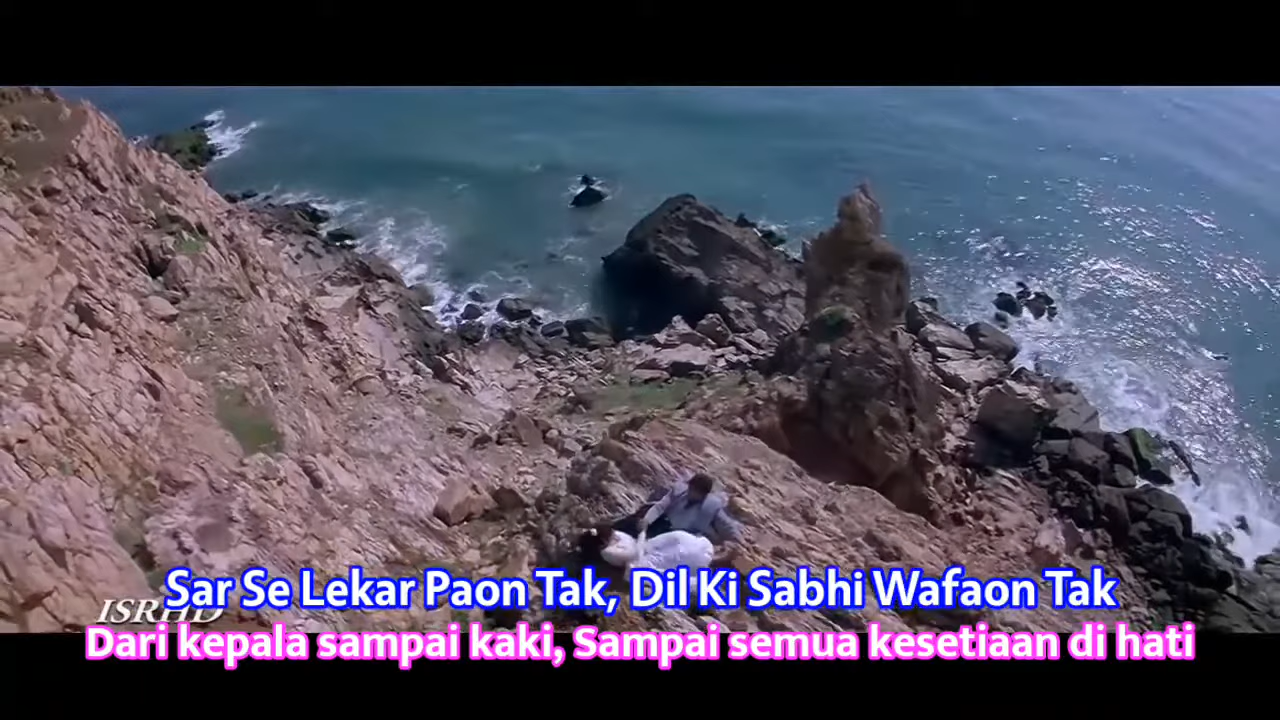 Sar Se Lekar Paon Tak, Dil Ki Sabhi Wafaon Tak
ISRHD
Dari kepala sampai kaki, Sampai semua kesetiaan di hati